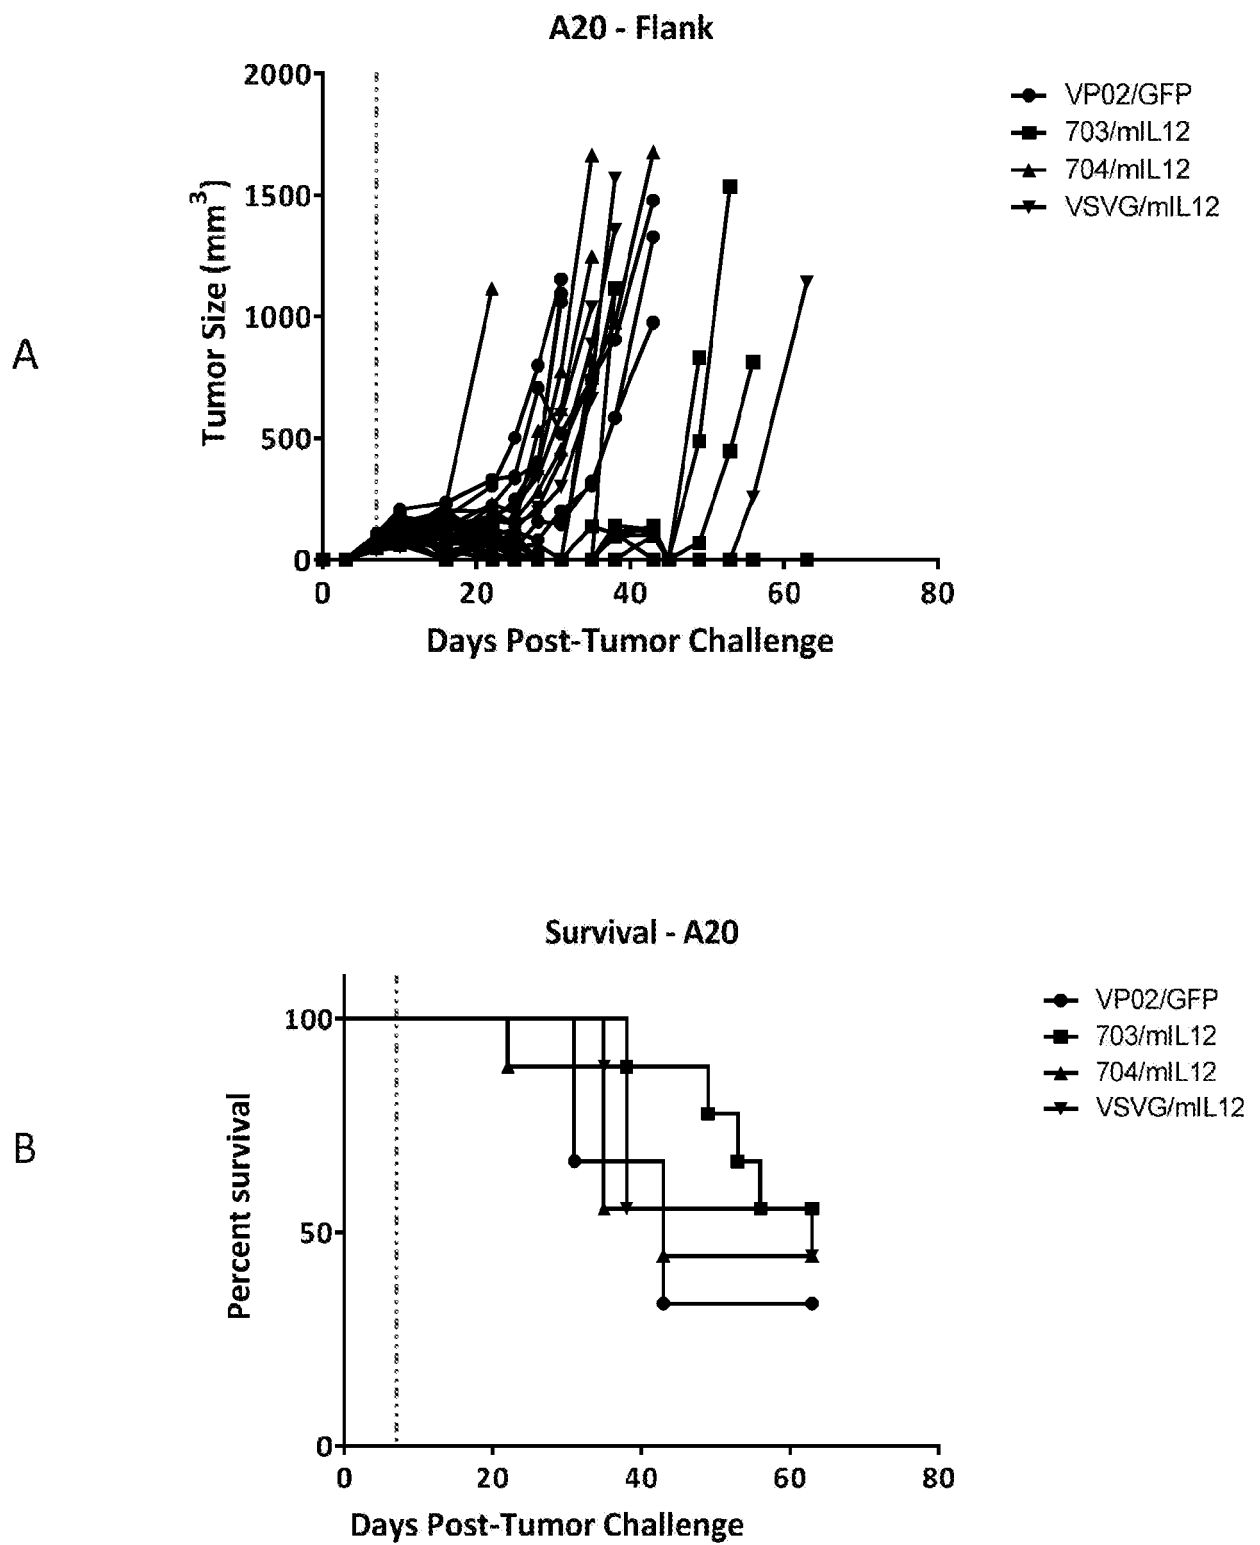 A20 - Flank
A
Tumor Size (mm³)
2000
1500
1000
500
0
0 20 40 60 80
Days Post-Tumor Challenge
VP02/GFP
703/mIL12
704/mIL12
VSVG/mIL12
Survival - A20
B
Percent survival
100
50
0
0 20 40 60 80
Days Post-Tumor Challenge
VP02/GFP
703/mIL12
704/mIL12
VSVG/mIL12